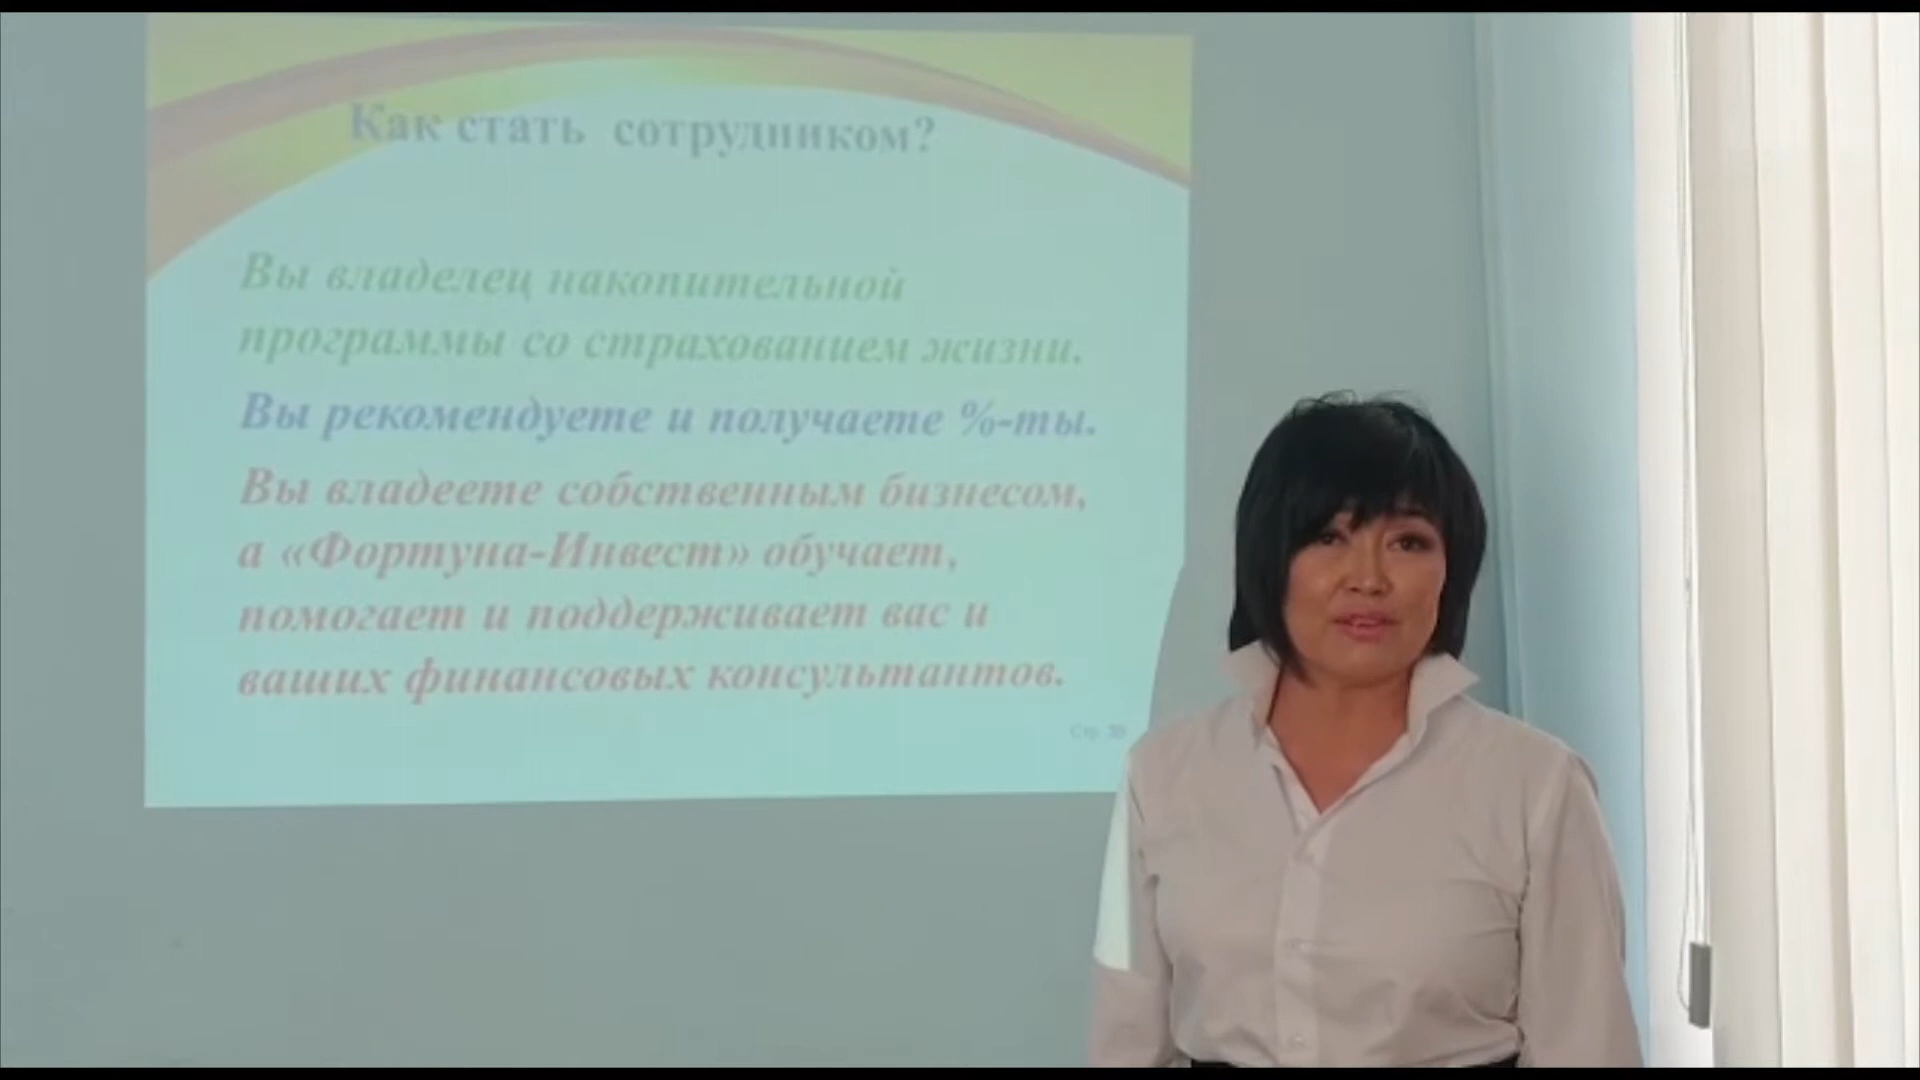 Как стать сотрудником?
Вы владелец накопительной
программы со страхованием жизни.
Вы рекомендуете и получаете %-ты.
Вы владеете собственным бизнесом,
а «Фортуна-Инвест» обучает,
помогает и поддерживает вас и
ваших финансовых консультантов.
Стр.